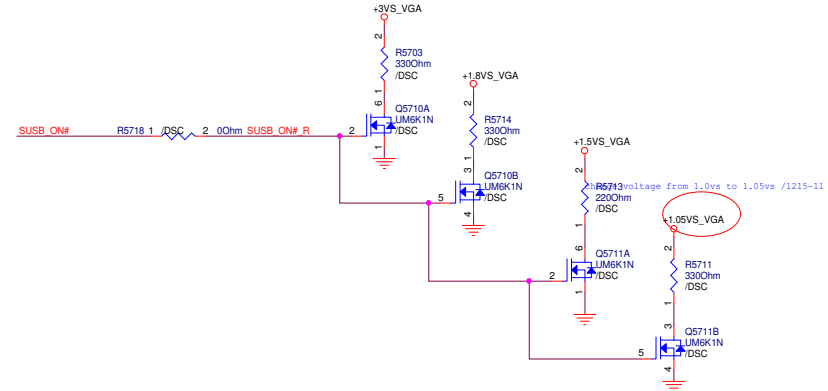 +3VS_VGA
2
R5703
330Ohm
/DSC
1
6
Q5710A
UM6K1N
/DSC
1
SUSB_ON#
R5718 1 /DSC 2 0Ohm SUSB_ON#_R
2
+1.8VS_VGA
2
R5714
330Ohm
/DSC
1
3
Q5710B
UM6K1N
/DSC
5
4
+1.5VS_VGA
2
R5713
220Ohm
/DSC
1
voltage from 1.0vs to 1.05vs /1215-11
6
Q5711A
UM6K1N
/DSC
2
1
+1.05VS_VGA
2
R5711
330Ohm
/DSC
1
3
Q5711B
UM6K1N
/DSC
5
4